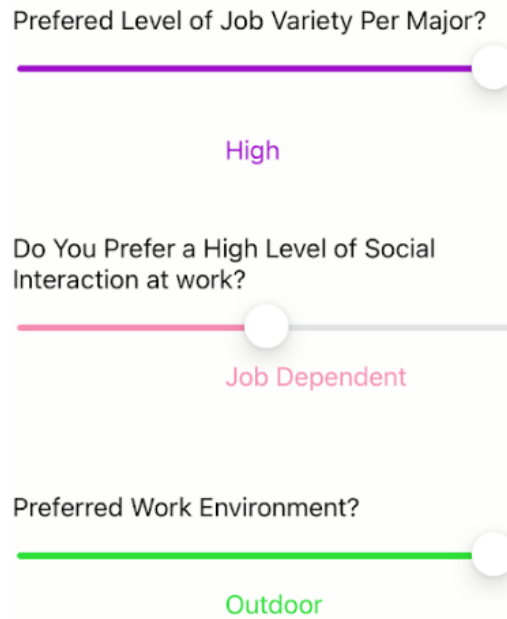 Prefered Level of Job Variety Per Major?
High
Do You Prefer a High Level of Social
Interaction at work?
Job Dependent
Preferred Work Environment?
Outdoor